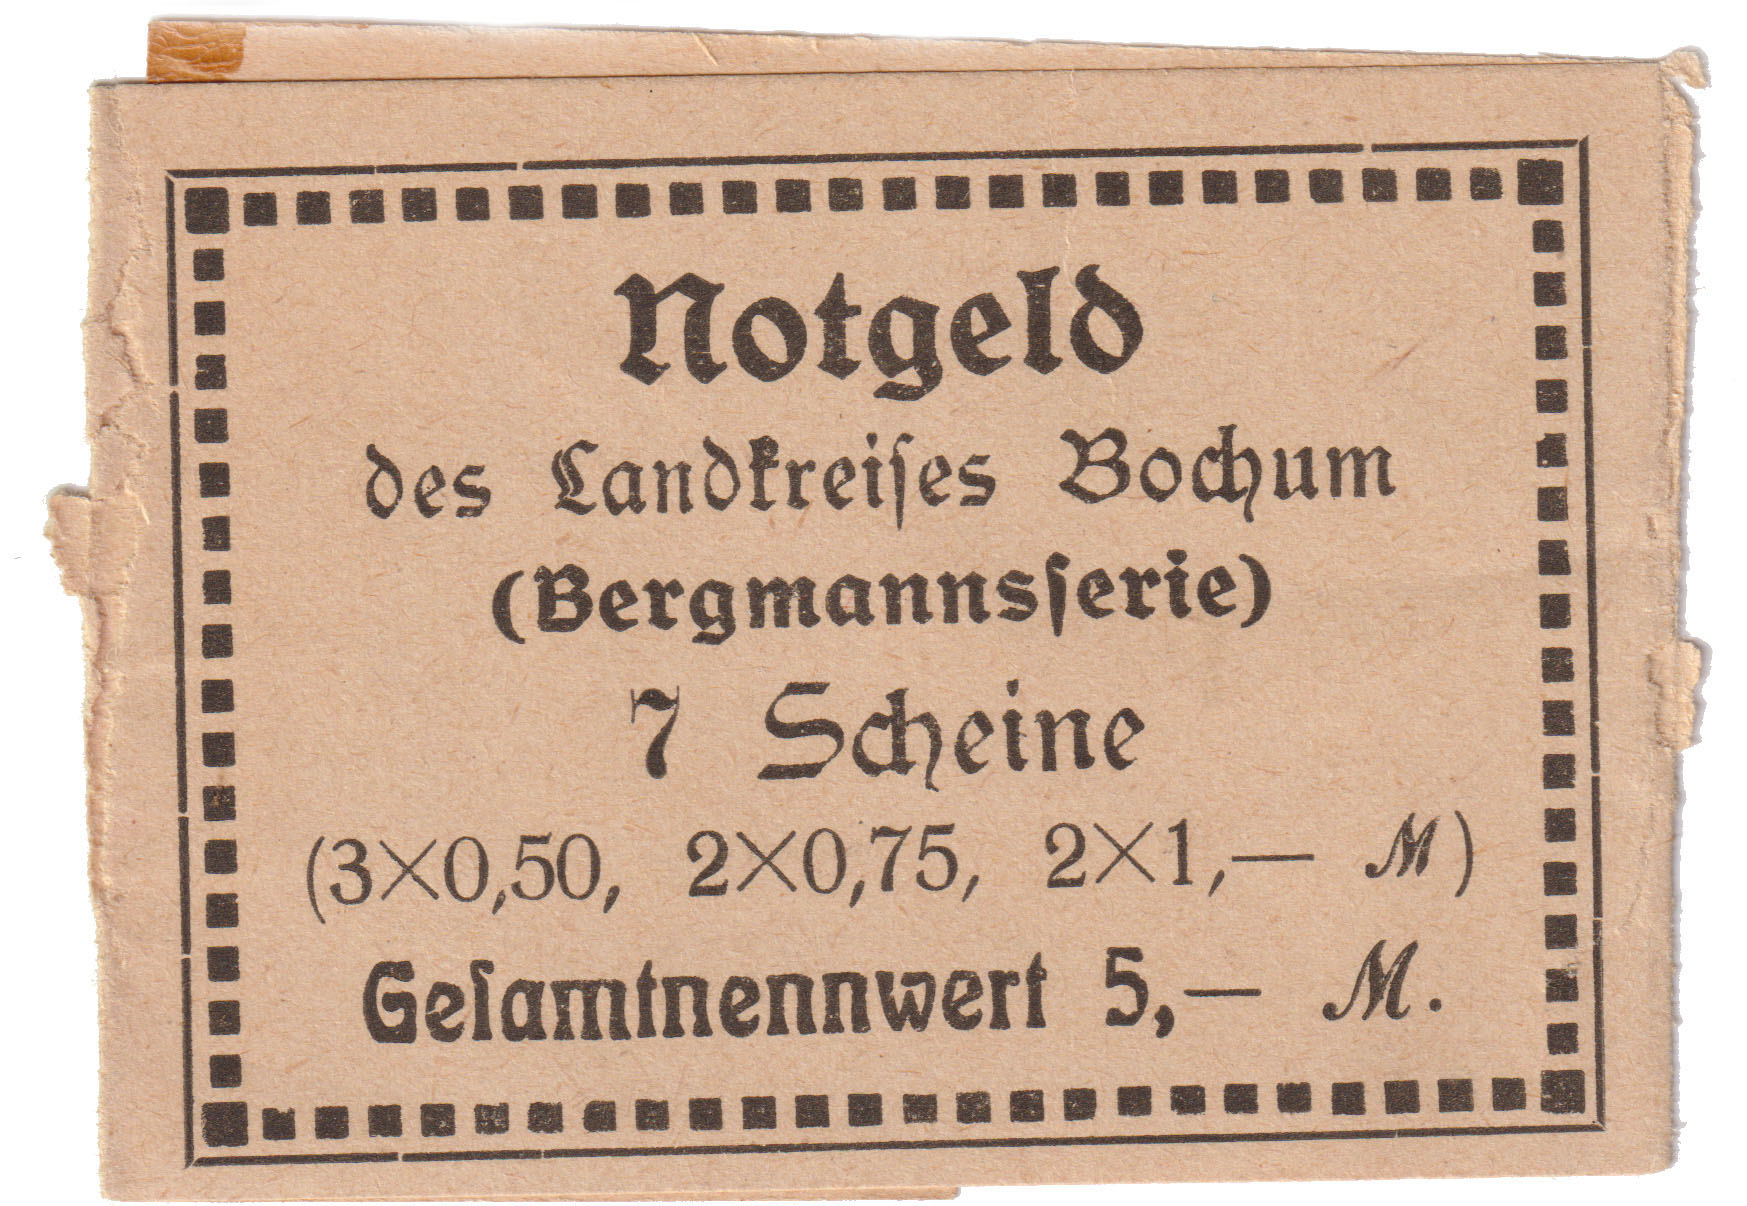 Notgeld
des Landkreiſes Bochum
(Bergmannsſerie)
7 Scheine
(3×0,50, 2×0,75, 2×1,— ℳ)
Geſamtnennwert 5,— ℳ.